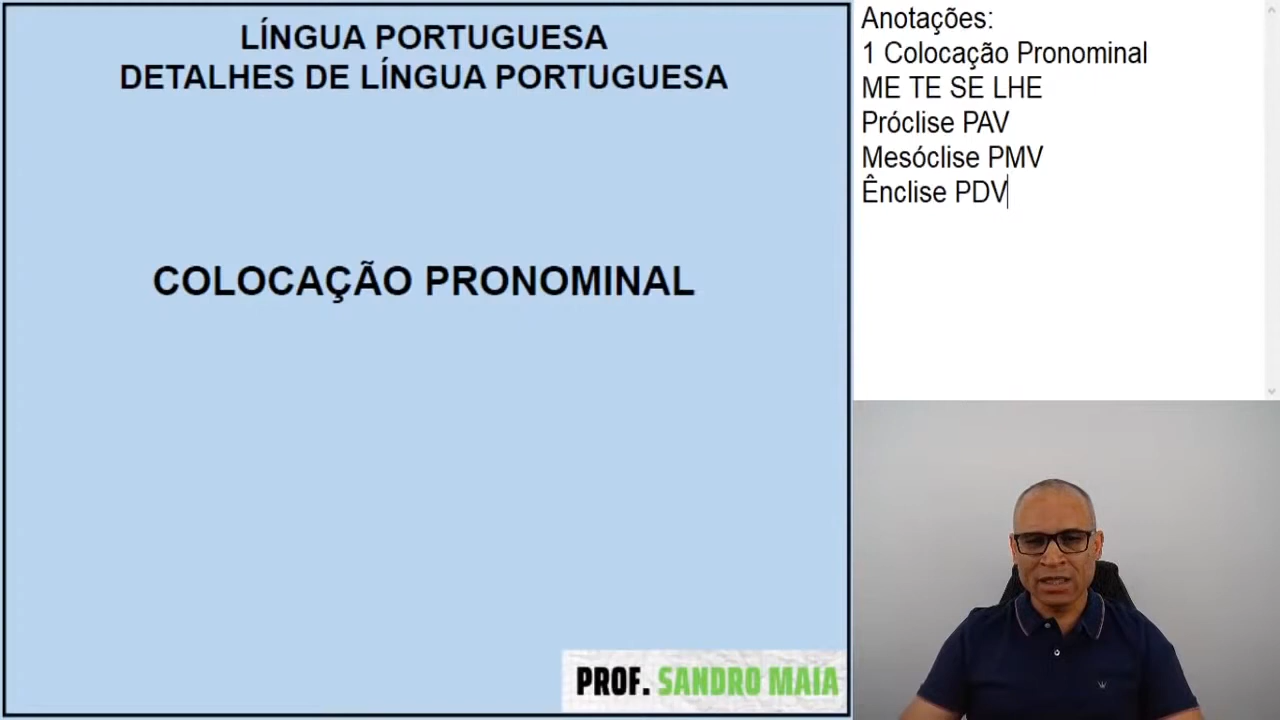 LÍNGUA PORTUGUESA
DETALHES DE LÍNGUA PORTUGUESA
COLOCAÇÃO PRONOMINAL
PROF. SANDRO MAIA
Anotações:
1 Colocação Pronominal
ME TE SE LHE
Próclise PAV
Mesóclise PMV
Ênclise PDV